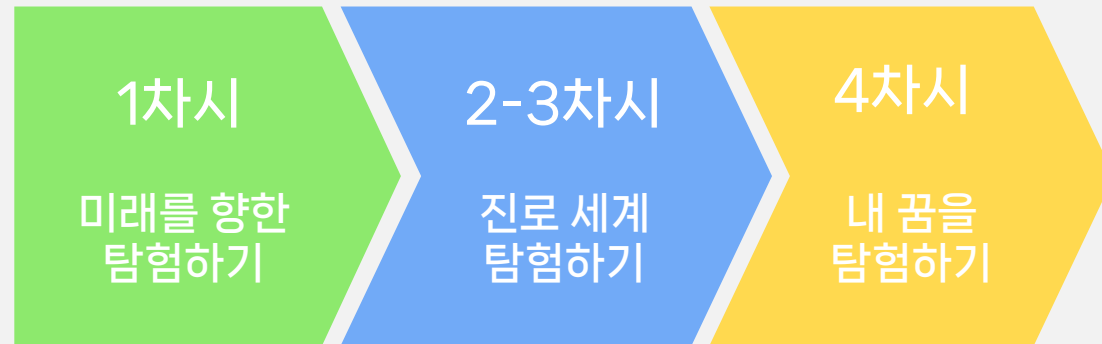 1차시
미래를 향한
탐험하기
2-3차시
진로 세계
탐험하기
4차시
내 꿈을
탐험하기